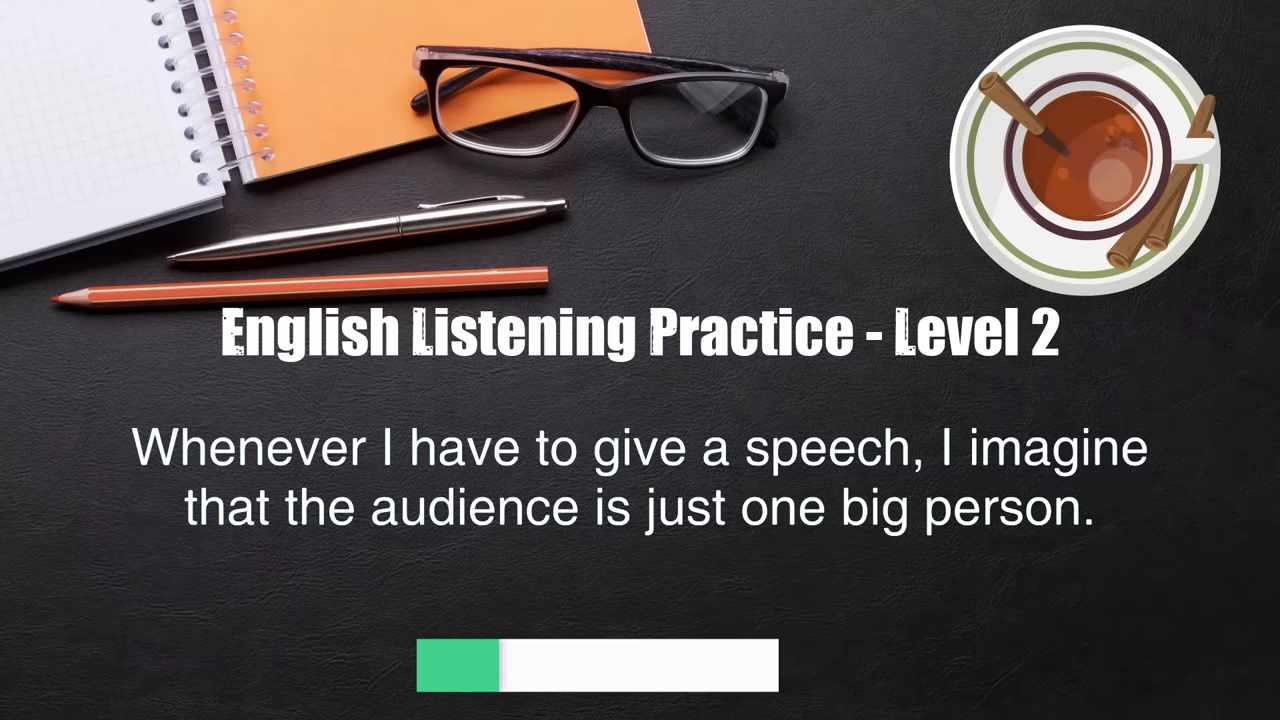 English Listening Practice - Level 2
Whenever I have to give a speech, I imagine
that the audience is just one big person.